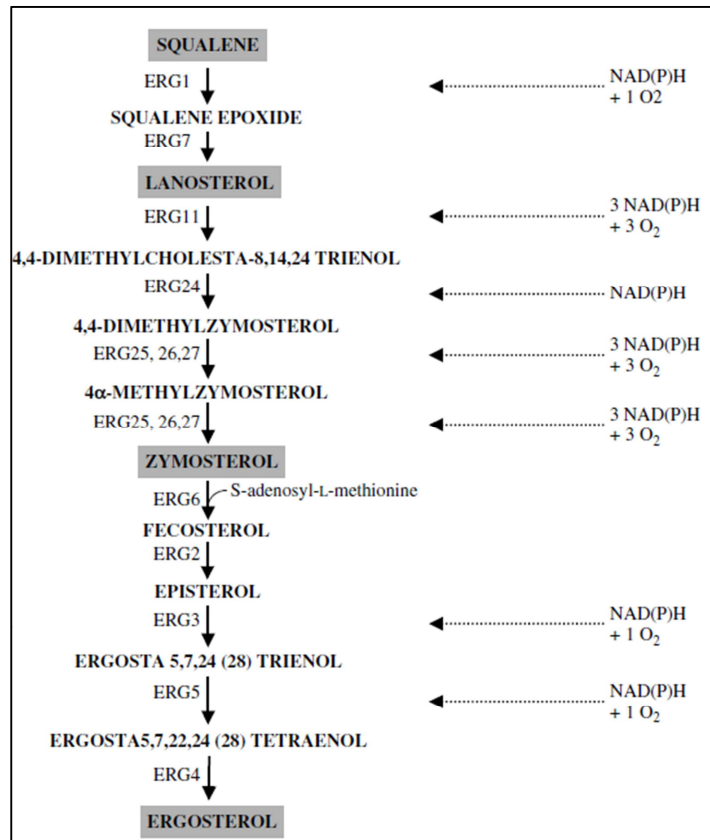 SQUALENE
ERG1
NAD(P)H
+ 1 O2
SQUALENE EPOXIDE
ERG7
LANOSTEROL
ERG11
3 NAD(P)H
+ 3 O₂
4,4-DIMETHYLCHOLESTA-8,14,24 TRIENOL
ERG24
NAD(P)H
4,4-DIMETHYLZYMOSTEROL
ERG25, 26,27
3 NAD(P)H
+ 3 O₂
4α-METHYLZYMOSTEROL
ERG25, 26,27
3 NAD(P)H
+ 3 O₂
ZYMOSTEROL
ERG6
S-adenosyl-L-methionine
FECOSTEROL
ERG2
EPISTEROL
ERG3
NAD(P)H
+ 1 O₂
ERGOSTA 5,7,24 (28) TRIENOL
ERG5
NAD(P)H
+ 1 O₂
ERGOSTA5,7,22,24 (28) TETRAENOL
ERG4
ERGOSTEROL